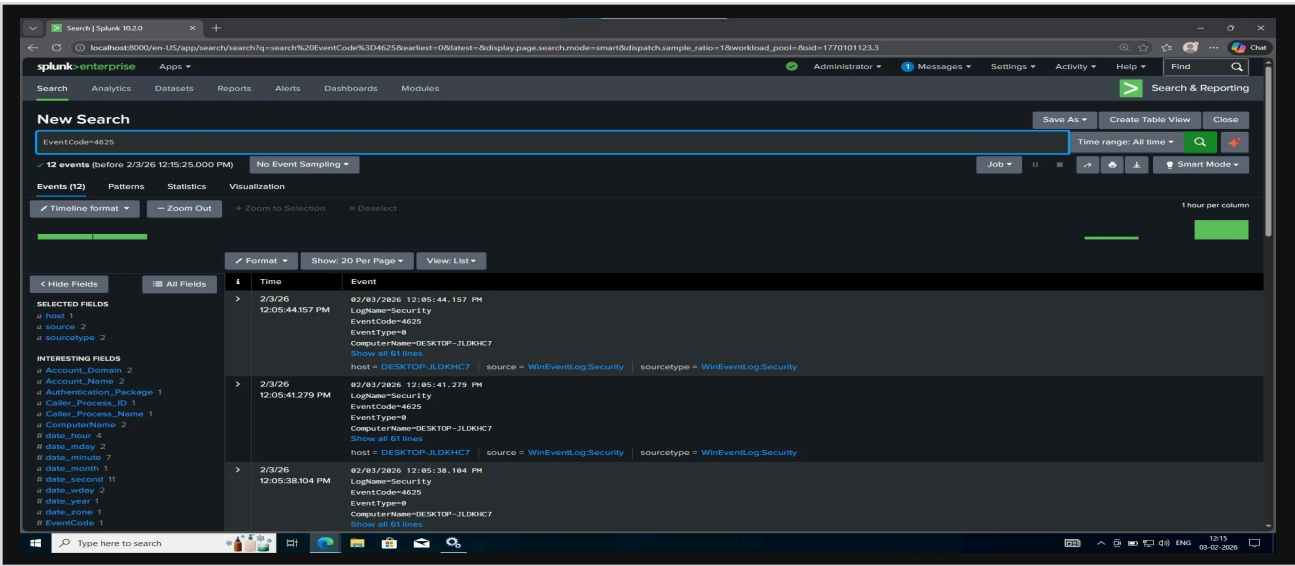 Search | Splunk 10.2.0
localhost:8000/en-US/app/search/search?q=search%20EventCode%3D4625&earliest=0&latest=&display.page.search.mode=smart&dispatch.sample_ratio=1&workload_pool=&sid=1770101123.3
Chat
splunk>enterprise Apps Administrator 1 Messages Settings Activity Help Find
Search Analytics Datasets Reports Alerts Dashboards Modules Search & Reporting
New Search Save As Create Table View Close
EventCode=4625 Time range: All time
12 events (before 2/3/26 12:15:25.000 PM) No Event Sampling Job Smart Mode
Events (12) Patterns Statistics Visualization
Timeline format — Zoom Out + Zoom to Selection × Deselect 1 hour per column
Format Show: 20 Per Page View: List
< Hide Fields All Fields i Time Event
SELECTED FIELDS
a host 1
a source 2
a sourcetype 2
INTERESTING FIELDS
a Account_Domain 2
a Account_Name 2
a Authentication_Package 1
a Caller_Process_ID 1
a Caller_Process_Name 1
a ComputerName 2
# date_hour 4
# date_mday 2
# date_minute 7
a date_month 1
# date_second 11
a date_wday 2
# date_year 1
a date_zone 1
# EventCode 1
> 2/3/26
12:05:44.157 PM
02/03/2026 12:05:44.157 PM
LogName=Security
EventCode=4625
EventType=0
ComputerName=DESKTOP-JLDKHC7
Show all 61 lines
host = DESKTOP-JLDKHC7 source = WinEventLog:Security sourcetype = WinEventLog:Security
> 2/3/26
12:05:41.279 PM
02/03/2026 12:05:41.279 PM
LogName=Security
EventCode=4625
EventType=0
ComputerName=DESKTOP-JLDKHC7
Show all 61 lines
host = DESKTOP-JLDKHC7 source = WinEventLog:Security sourcetype = WinEventLog:Security
> 2/3/26
12:05:38.104 PM
02/03/2026 12:05:38.104 PM
LogName=Security
EventCode=4625
EventType=0
ComputerName=DESKTOP-JLDKHC7
Show all 61 lines
Type here to search
ENG 12:15
03-02-2026